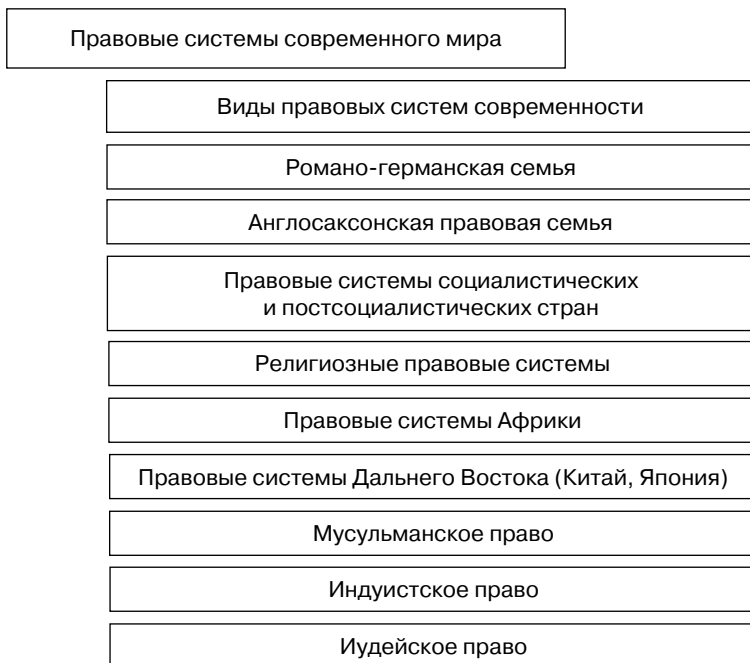 Правовые системы современного мира
Виды правовых систем современности
Романо-германская семья
Англосаксонская правовая семья
Правовые системы социалистических
и постсоциалистических стран
Религиозные правовые системы
Правовые системы Африки
Правовые системы Дальнего Востока (Китай, Япония)
Мусульманское право
Индуистское право
Иудейское право